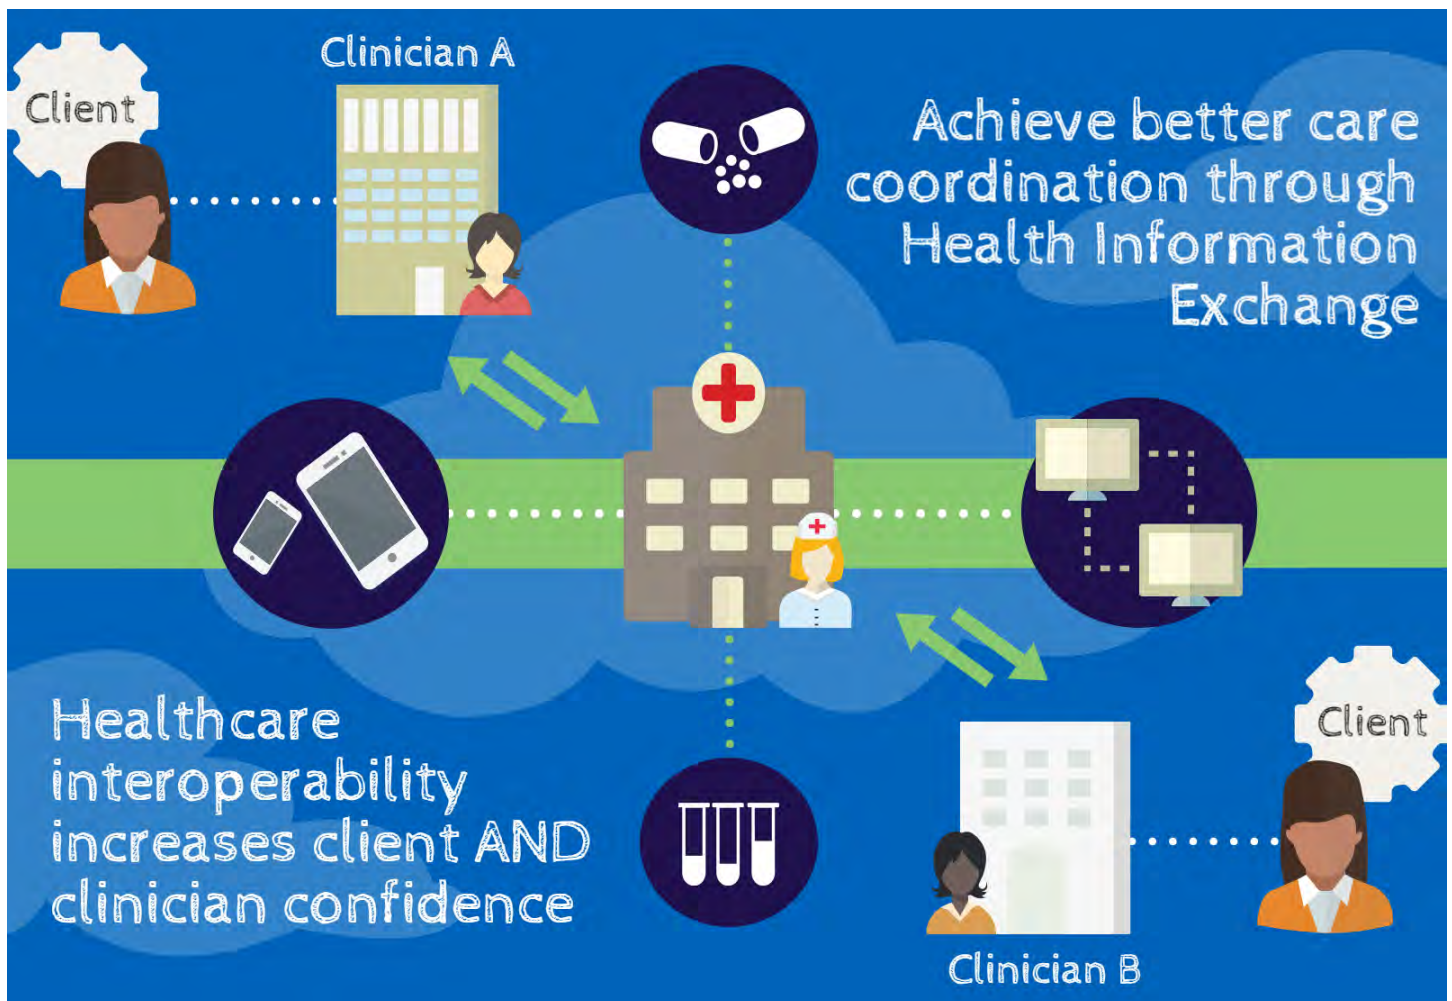 Client
Clinician A
Achieve better care
coordination through
Health Information
Exchange
Healthcare
interoperability
increases client AND
clinician confidence
Client
Clinician B